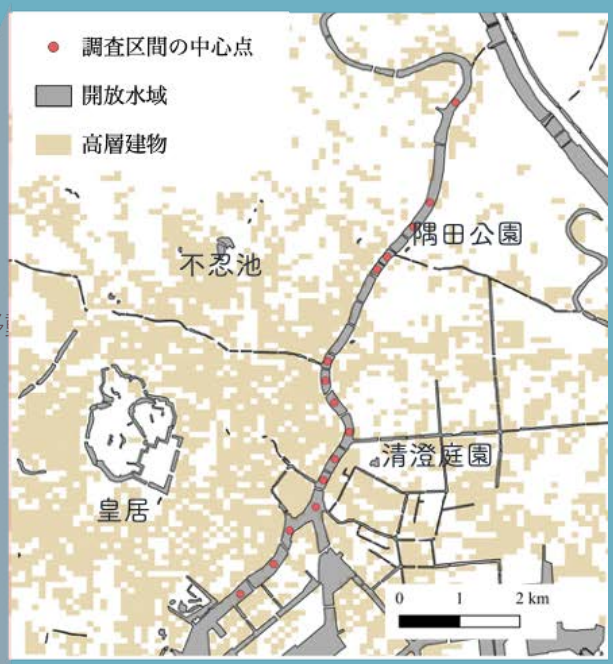 調査区間の中心点
開放水域
高層建物
隅田公園
不忍池
清澄庭園
皇居
0 1 2 km